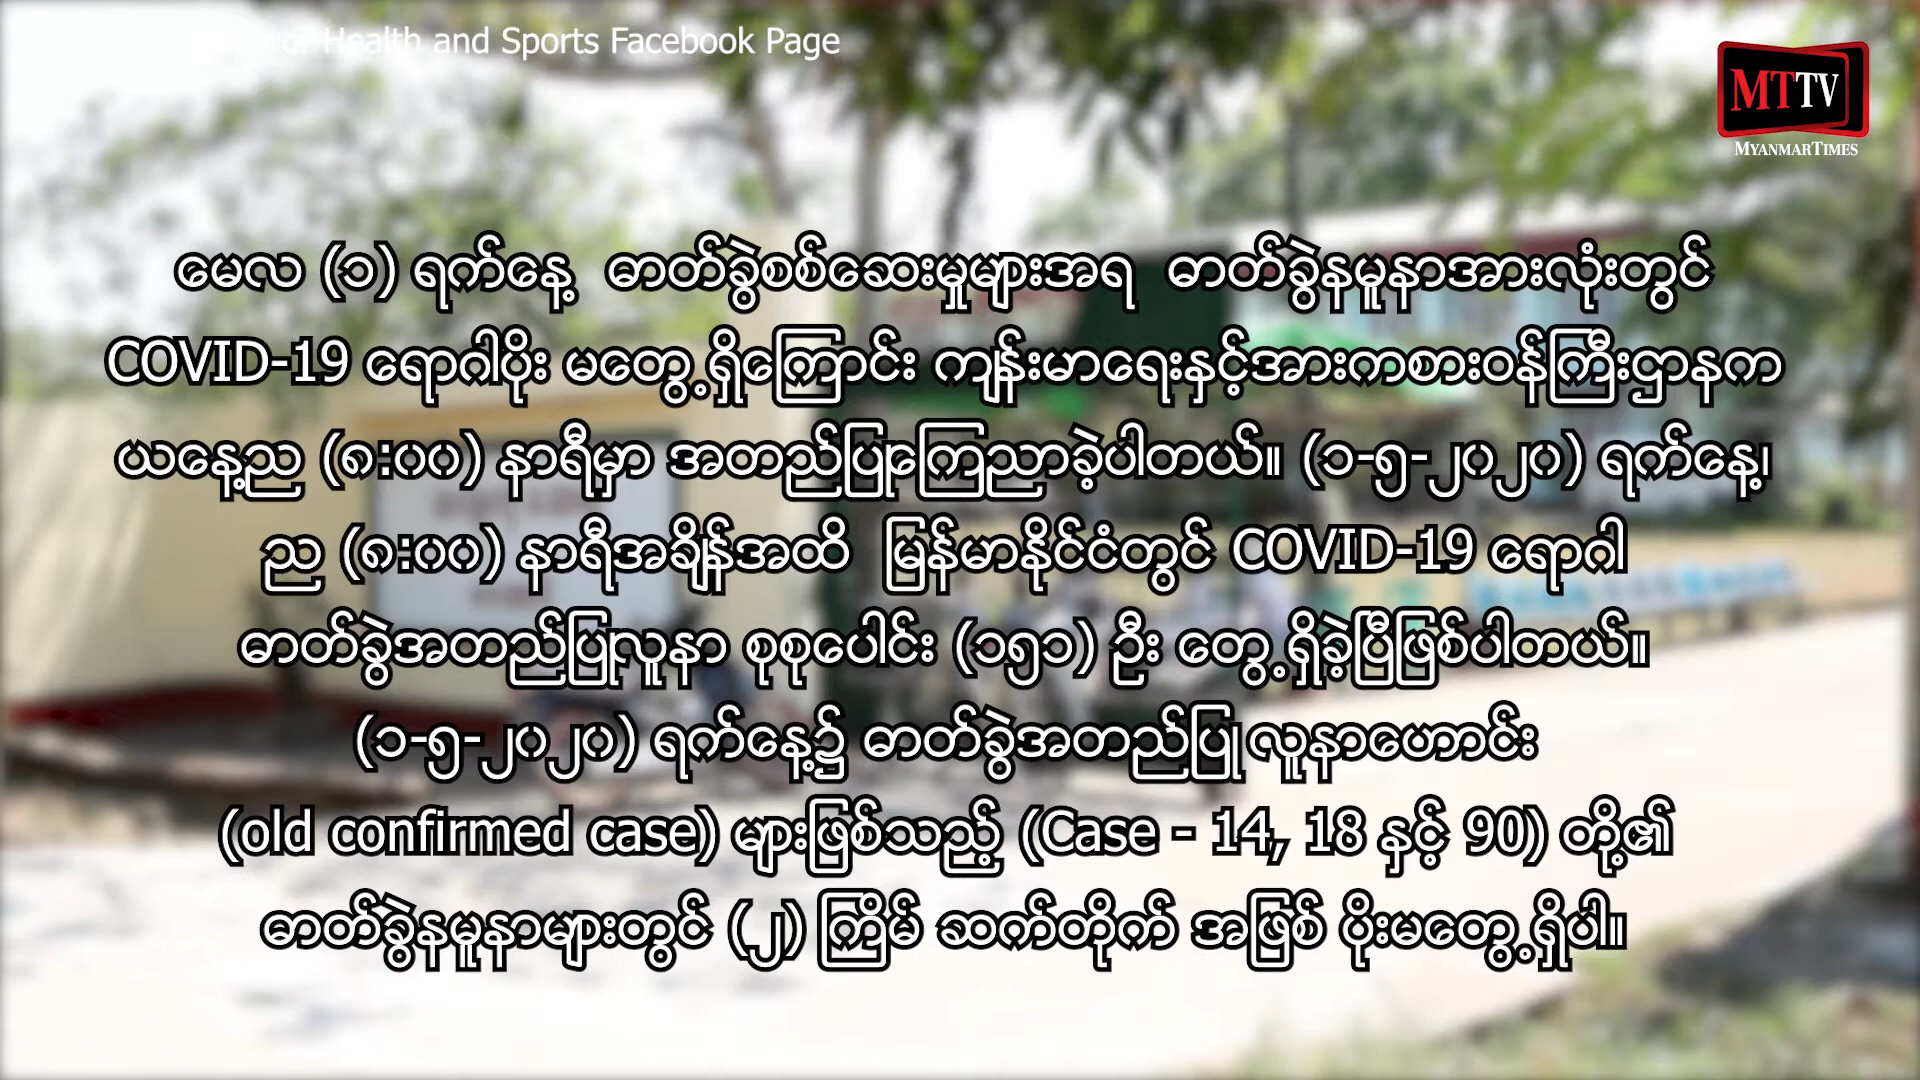 Health and Sports Facebook Page
MTTV
MYANMARTIMES
မေလ (၁) ရက်နေ့ ဓာတ်ခွဲစစ်ဆေးမှုများအရ ဓာတ်ခွဲနမူနာအားလုံးတွင်
COVID-19 ရောဂါပိုး မတွေ့ရှိကြောင်း ကျန်းမာရေးနှင့်အားကစားဝန်ကြီးဌာနက
ယနေ့ည (၈:၀၀) နာရီမှာ အတည်ပြုကြေညာခဲ့ပါတယ်။ (၁-၅-၂၀၂၀) ရက်နေ့၊
ည (၈:၀၀) နာရီအချိန်အထိ မြန်မာနိုင်ငံတွင် COVID-19 ရောဂါ
ဓာတ်ခွဲအတည်ပြုလူနာ စုစုပေါင်း (၁၅၁) ဦး တွေ့ရှိခဲ့ပြီဖြစ်ပါတယ်။
(၁-၅-၂၀၂၀) ရက်နေ့၌ ဓာတ်ခွဲအတည်ပြု လူနာဟောင်း
(old confirmed case) များဖြစ်သည့် (Case - 14, 18 နှင့် 90) တို့၏
ဓာတ်ခွဲနမူနာများတွင် (၂) ကြိမ် ဆက်တိုက် အဖြစ် ပိုးမတွေ့ရှိပါ။